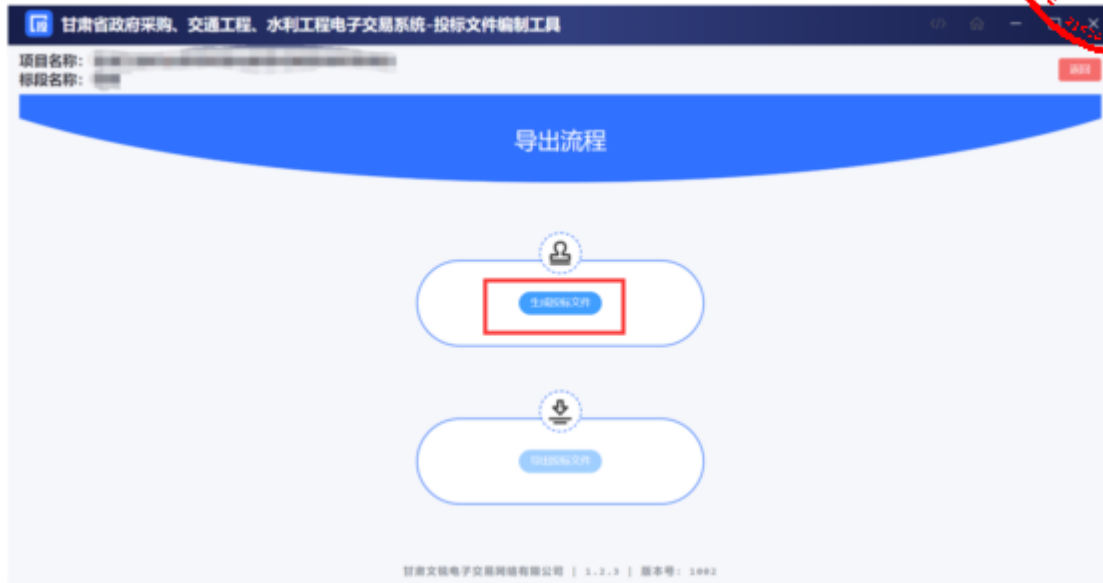 投 甘肃省政府采购、交通工程、水利工程电子交易系统-投标文件编制工具
项目名称：
标段名称：
返回
导出流程
生成投标文件
导出投标文件
甘肃文锐电子交易网络有限公司 | 1.2.3 | 版本号: 1002